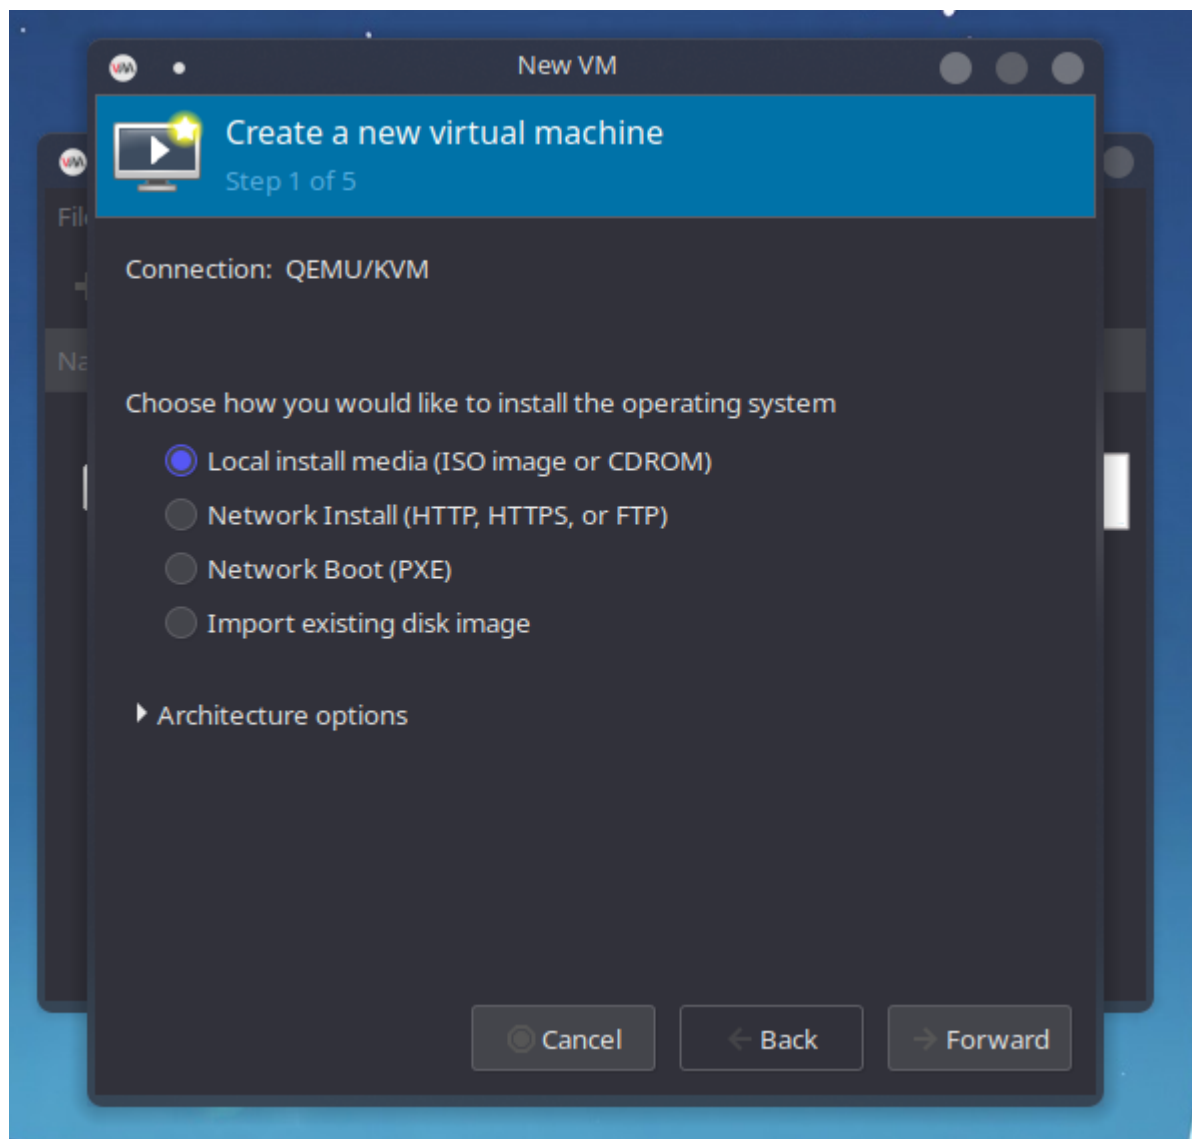 New VM
Create a new virtual machine
Step 1 of 5
Connection: QEMU/KVM
Choose how you would like to install the operating system
Local install media (ISO image or CDROM)
Network Install (HTTP, HTTPS, or FTP)
Network Boot (PXE)
Import existing disk image
Architecture options
Cancel
Back
Forward